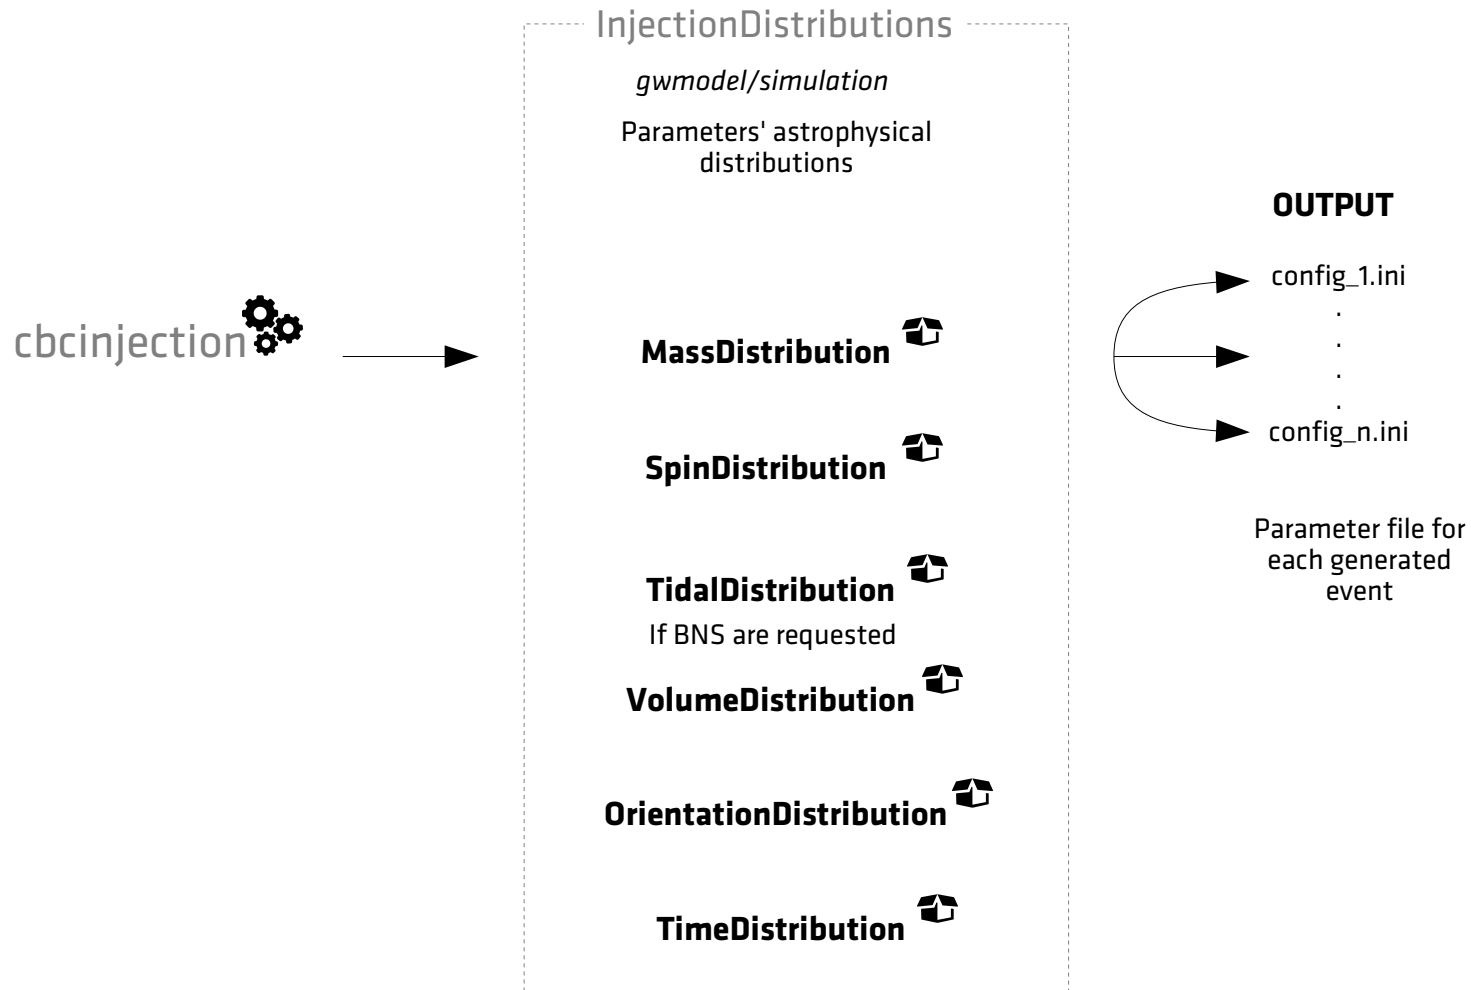 InjectionDistributions
gwmodel/simulation
Parameters' astrophysical
distributions
cbcinjection
MassDistribution
SpinDistribution
TidalDistribution
If BNS are requested
VolumeDistribution
OrientationDistribution
TimeDistribution
OUTPUT
config_1.ini
.
.
.
.
config_n.ini
Parameter file for
each generated
event